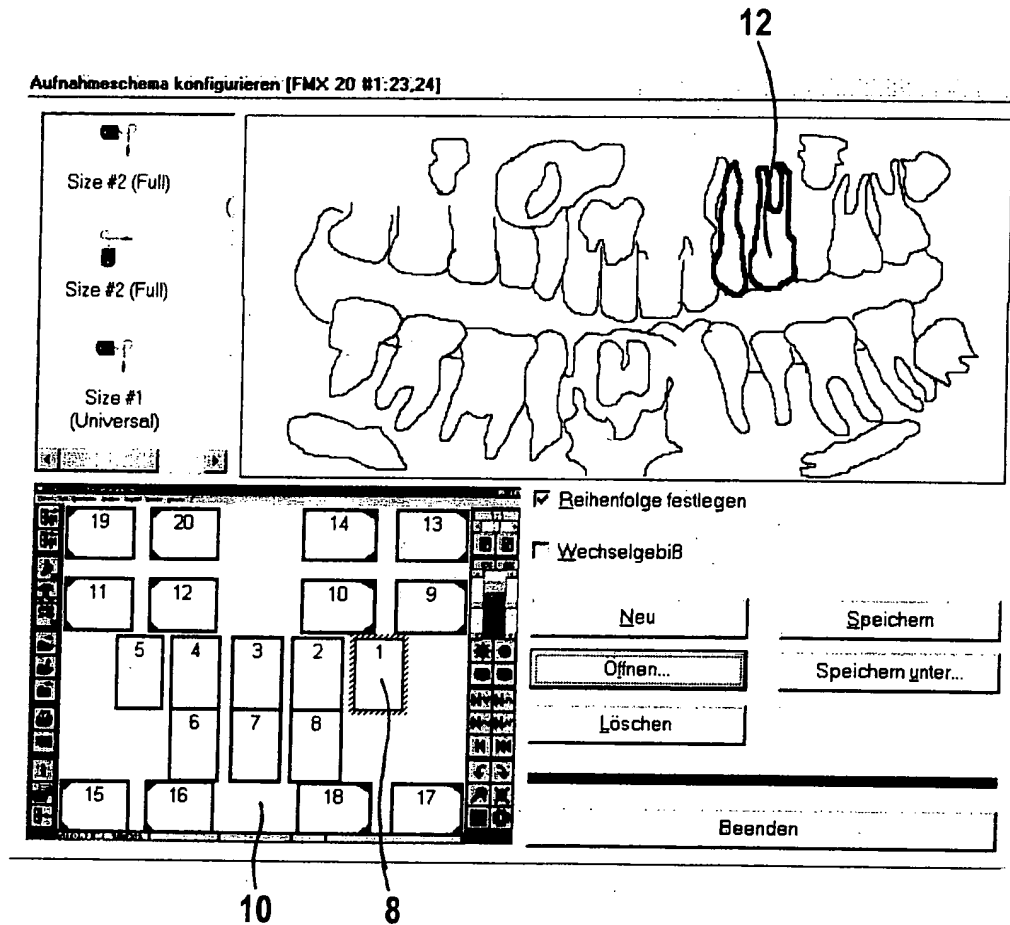 12
Aufnahmeschema konfigurieren [FMX 20 #1:23,24]
Size #2 (Full)
Size #2 (Full)
Size #1
(Universal)
19 20 14 13
11 12 10 9
5 4 3 2 1
6 7 8
15 16 18 17
Reihenfolge festlegen
Wechselgebiß
Neu
Speichern
Öffnen...
Speichern unter...
Löschen
Beenden
10
8